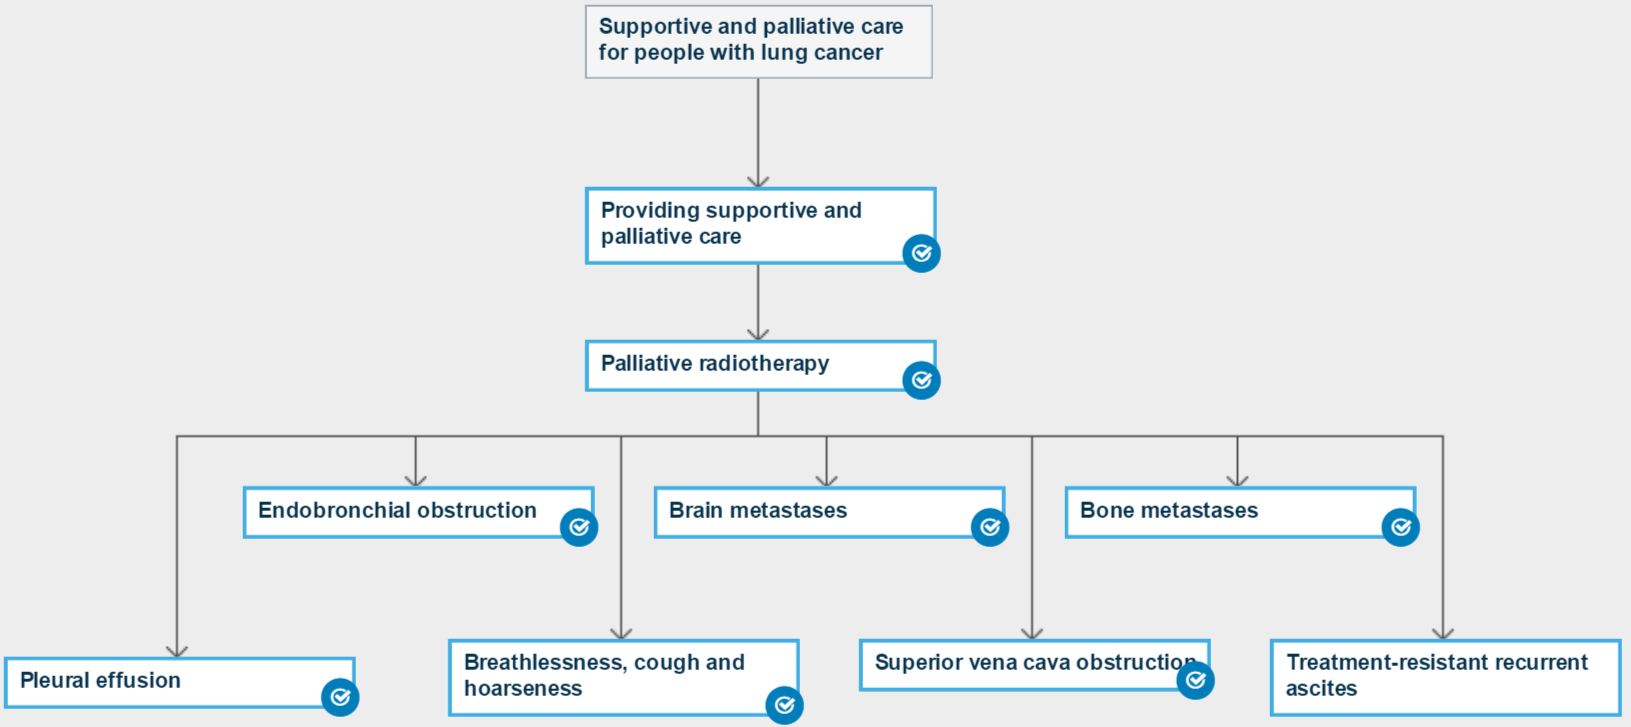 Supportive and palliative care
for people with lung cancer
Providing supportive and
palliative care
Palliative radiotherapy
Endobronchial obstruction
Brain metastases
Bone metastases
Pleural effusion
Breathlessness, cough and
hoarseness
Superior vena cava obstruction
Treatment-resistant recurrent
ascites